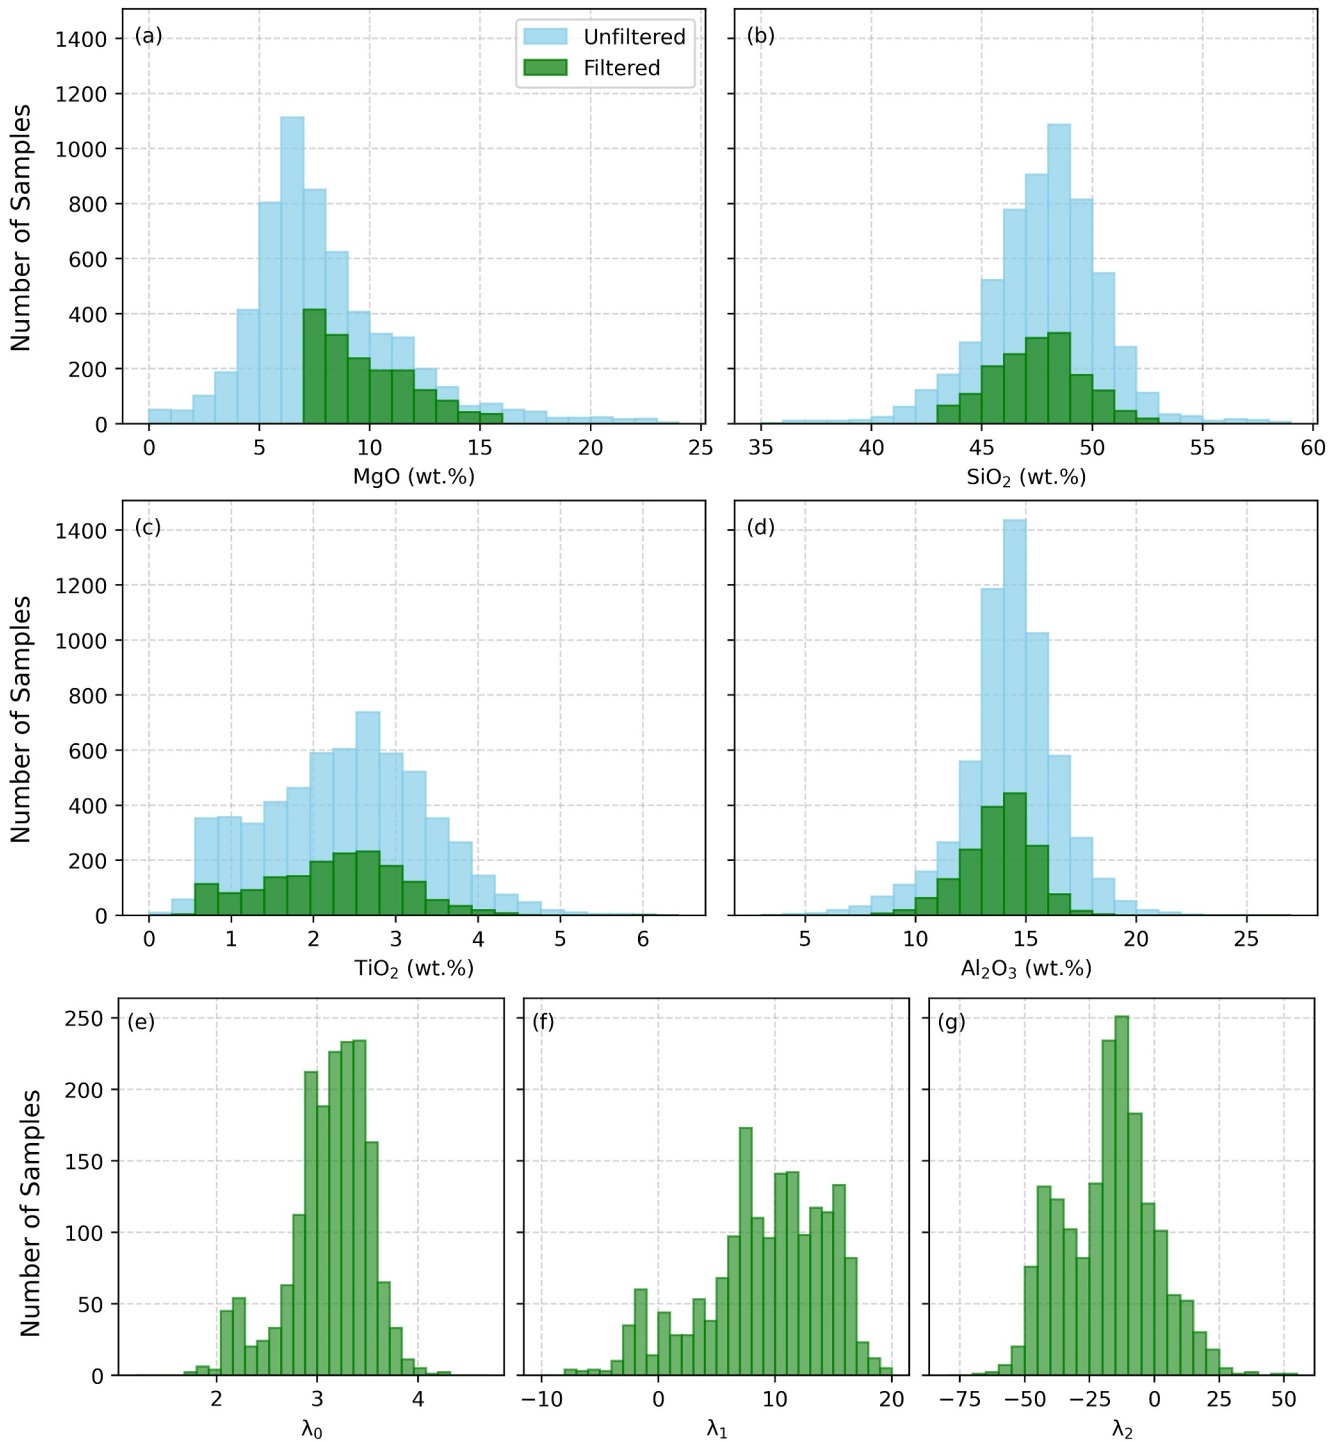 (a)
Unfiltered
Filtered
Number of Samples
1400
1200
1000
800
600
400
200
0
0 5 10 15 20 25
MgO (wt.%)
(b)
35 40 45 50 55 60
SiO₂ (wt.%)
(c)
Number of Samples
1400
1200
1000
800
600
400
200
0
0 1 2 3 4 5 6
TiO₂ (wt.%)
(d)
5 10 15 20 25
Al₂O₃ (wt.%)
(e)
Number of Samples
250
200
150
100
50
0
2 3 4
λ₀
(f)
−10 0 10 20
λ₁
(g)
−75 −50 −25 0 25 50
λ₂